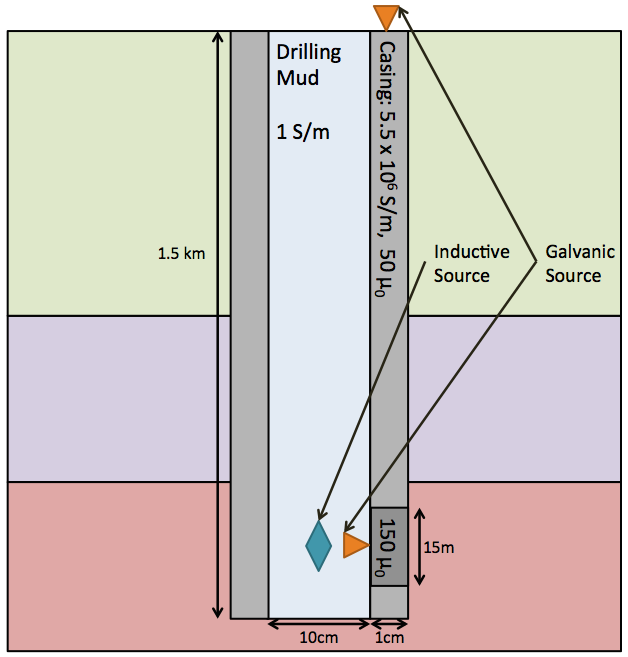 Drilling
Mud
1 S/m
Casing: 5.5 x 10⁶ S/m, 50 μ₀
1.5 km
Inductive
Source
Galvanic
Source
150 μ₀
15m
10cm
1cm